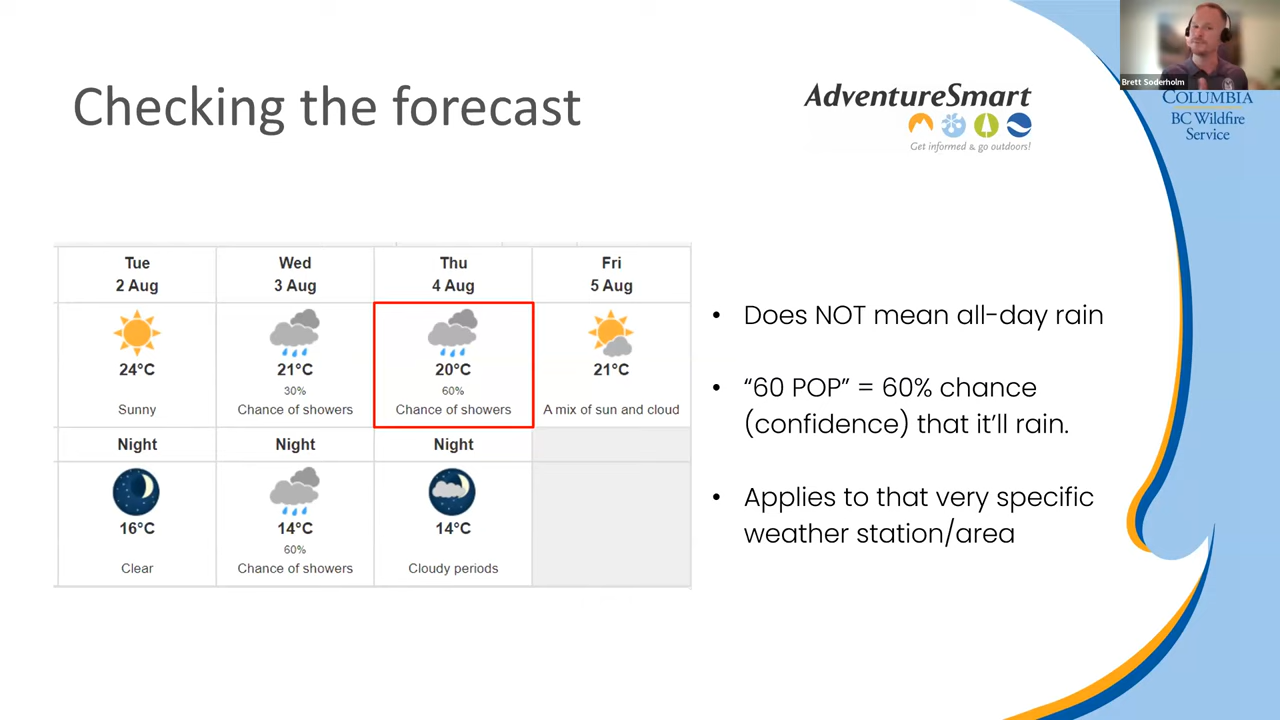 Checking the forecast
AdventureSmart
Get informed & go outdoors!
Brett Soderholm
COLUMBIA
BC Wildfire
Service
Tue
2 Aug
Wed
3 Aug
Thu
4 Aug
Fri
5 Aug
24°C
Sunny
21°C
30%
Chance of showers
20°C
60%
Chance of showers
21°C
A mix of sun and cloud
Night
Night
Night
16°C
Clear
14°C
60%
Chance of showers
14°C
Cloudy periods
• Does NOT mean all-day rain
• “60 POP” = 60% chance
(confidence) that it’ll rain.
• Applies to that very specific
weather station/area